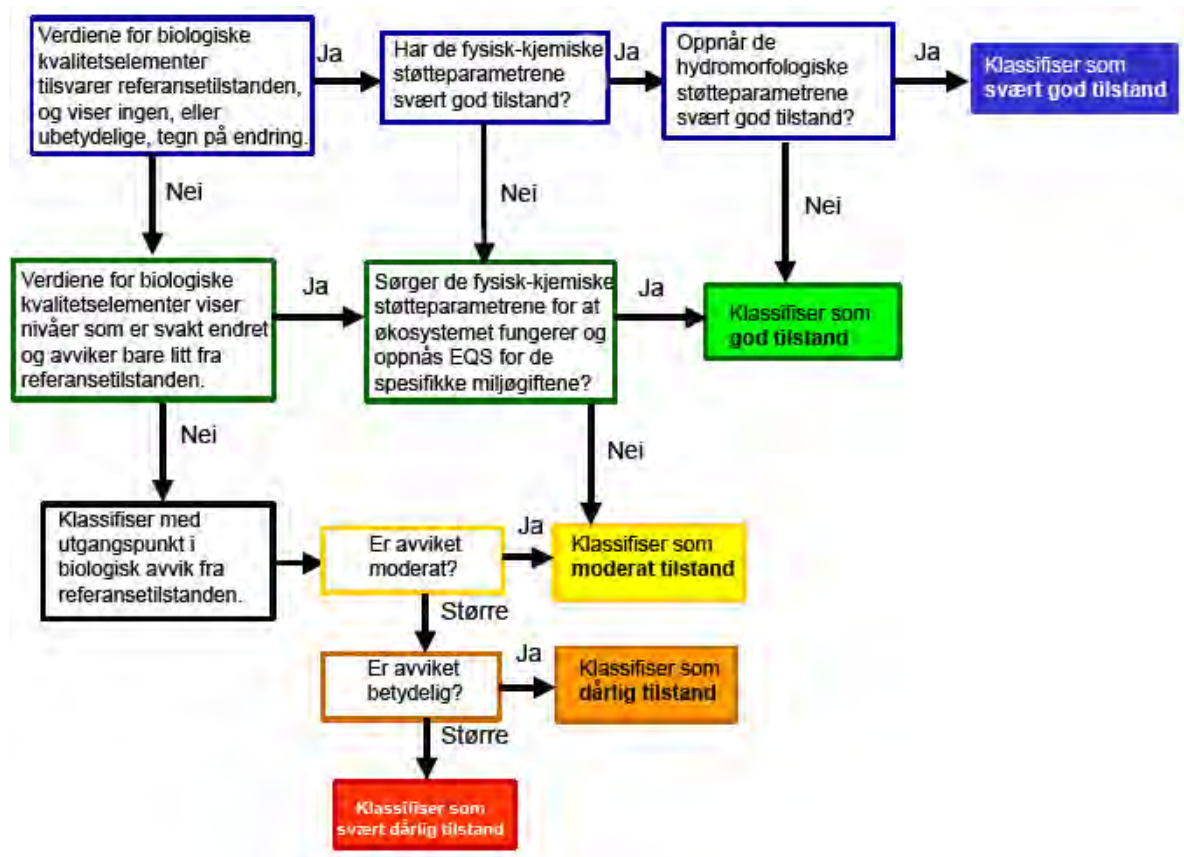 Verdiene for biologiske
kvalitetselementer
tilsvarer referansetilstanden,
og viser ingen, eller
ubetydelige, tegn på endring.
Ja
Har de fysisk-kjemiske
støtteparametrene
svært god tilstand?
Ja
Oppnår de
hydromorfologiske
støtteparametrene
svært god tilstand?
Ja
Klassifiser som
svært god tilstand
Nei
Nei
Nei
Verdiene for biologiske
kvalitetselementer viser
nivåer som er svakt endret
og avviker bare litt fra
referansetilstanden.
Ja
Sørger de fysisk-kjemiske
støtteparametrene for at
økosystemet fungerer og
oppnås EQS for de
spesifikke miljøgiftene?
Ja
Klassifiser som
god tilstand
Nei
Nei
Klassifiser med
utgangspunkt i
biologisk avvik fra
referansetilstanden.
Er avviket
moderat?
Ja
Klassifiser som
moderat tilstand
Større
Er avviket
betydelig?
Ja
Klassifiser som
dårlig tilstand
Større
Klassifiser som
svært dårlig tilstand